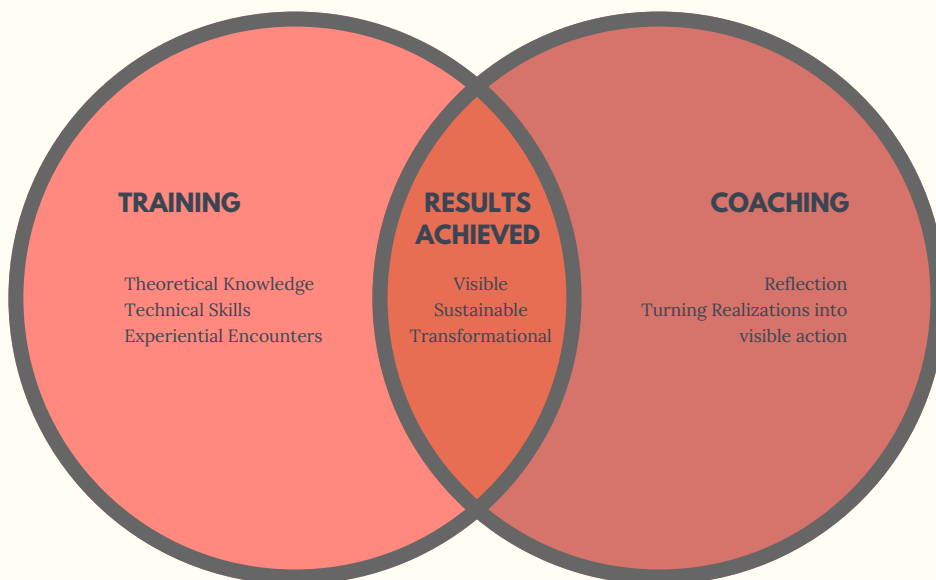 TRAINING
Theoretical Knowledge
Technical Skills
Experiential Encounters
RESULTS
ACHIEVED
Visible
Sustainable
Transformational
COACHING
Reflection
Turning Realizations into
visible action